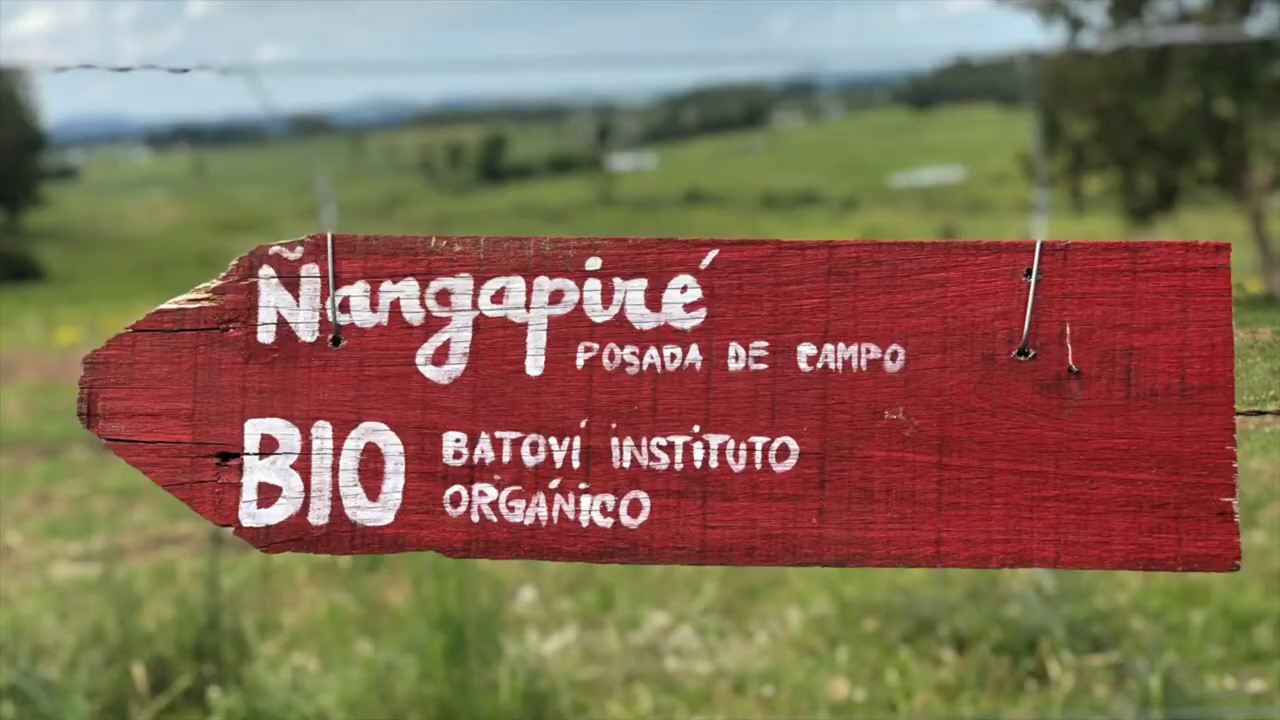 Ñangapiré
POSADA DE CAMPO
BIO
BATOVÍ INSTITUTO
ORGÁNICO